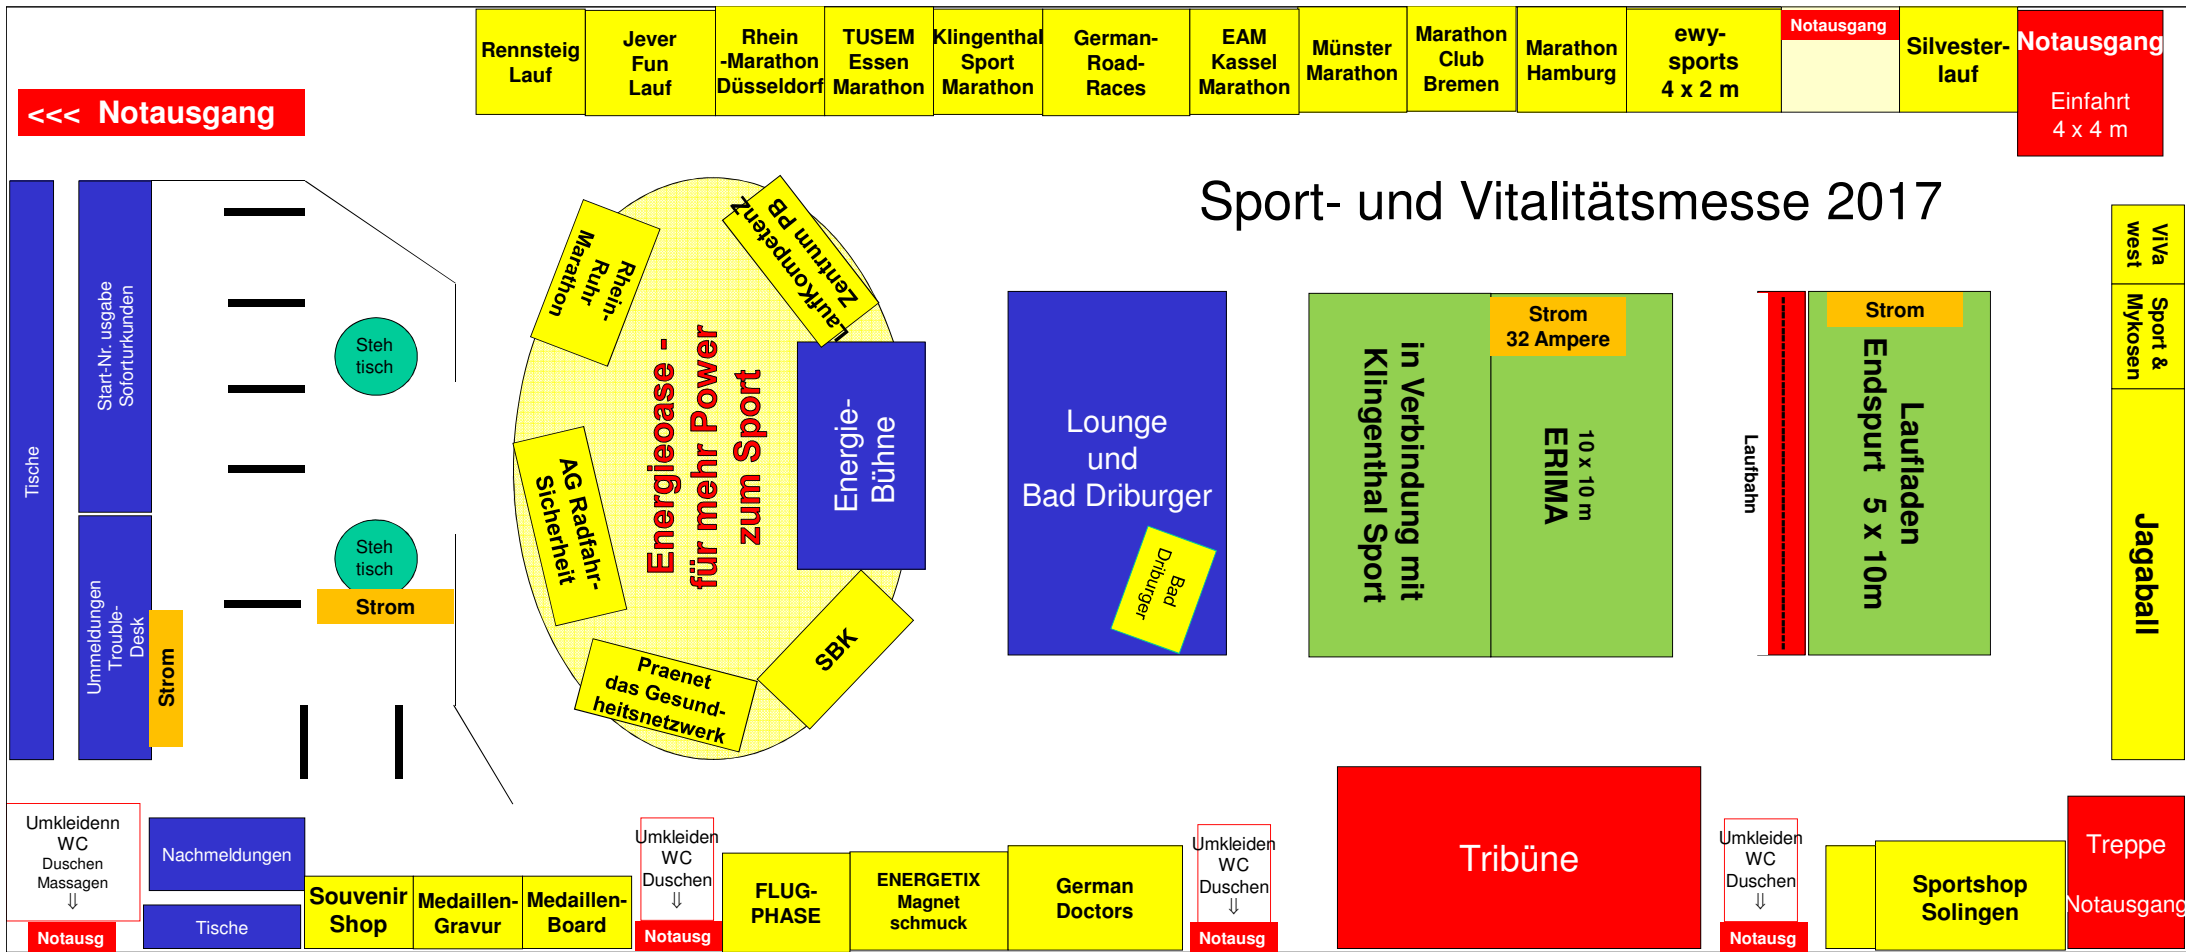 Rennsteig
Lauf
Jever
Fun
Lauf
Rhein
-Marathon
Düsseldorf
TUSEM
Essen
Marathon
Klingenthal
Sport
Marathon
German-
Road-
Races
EAM
Kassel
Marathon
Münster
Marathon
Marathon
Club
Bremen
Marathon
Hamburg
ewy-
sports
4 x 2 m
Notausgang
Silvester-
lauf
Notausgang
Einfahrt
4 x 4 m
<<< Notausgang
Sport- und Vitalitätsmesse 2017
Tische
Start-Nr. usgabe
Soforturkunden
Ummeldungen
Trouble-
Desk
Strom
Steh
tisch
Steh
tisch
Strom
Rhein-
Ruhr
Marathon
LaufKompetenz
Zentrum PB
AG Radfahr-
Sicherheit
Energieoase -
für mehr Power
zum Sport
Energie-
Bühne
SBK
Praenet
das Gesund-
heitsnetzwerk
Lounge
und
Bad Driburger
Bad
Driburger
in Verbindung mit
Klingenthal Sport
Strom
32 Ampere
10 x 10 m
ERIMA
Laufbahn
Strom
Laufladen
Endspurt 5 x 10m
ViVa
west
Sport &
Mykosen
Jagaball
Umkleidenn
WC
Duschen
Massagen
⇓
Notausg
Nachmeldungen
Tische
Souvenir
Shop
Medaillen-
Gravur
Medaillen-
Board
Umkleiden
WC
Duschen
⇓
Notausg
FLUG-
PHASE
ENERGETIX
Magnet
schmuck
German
Doctors
Umkleiden
WC
Duschen
⇓
Notausg
Tribüne
Umkleiden
WC
Duschen
⇓
Notausg
Sportshop
Solingen
Treppe
Notausgang